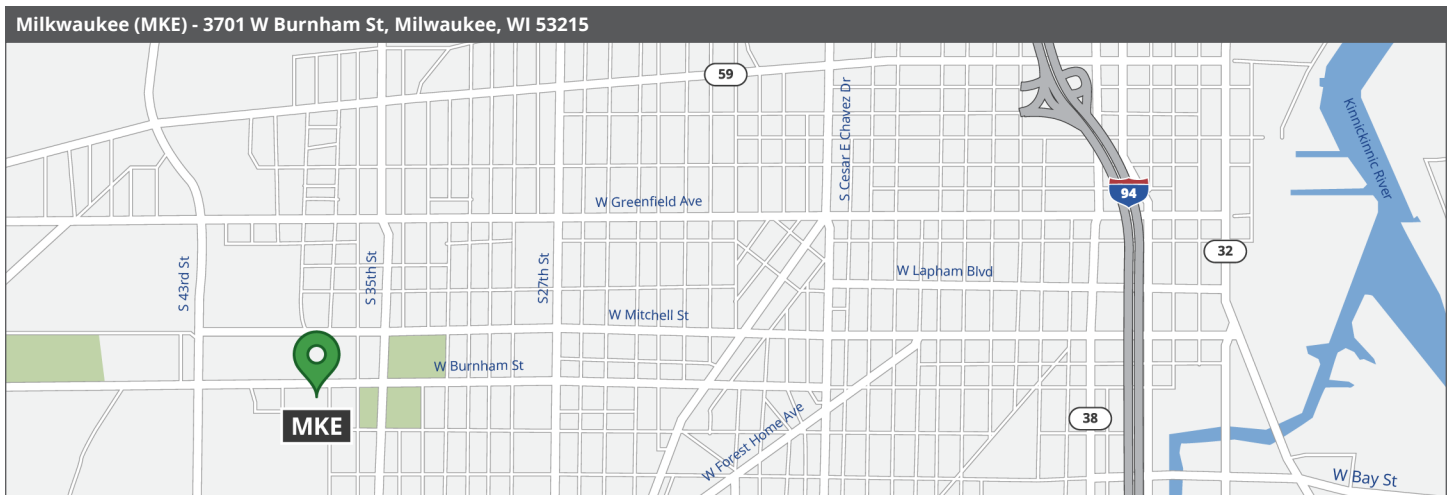 Milkwaukee (MKE) - 3701 W Burnham St, Milwaukee, WI 53215
59
S Cesar E Chavez Dr
Kinnickinnic River
94
W Greenfield Ave
32
S 43rd St
S 35th St
S27th St
W Lapham Blvd
W Mitchell St
W Burnham St
MKE
38
W Forest Home Ave
W Bay St